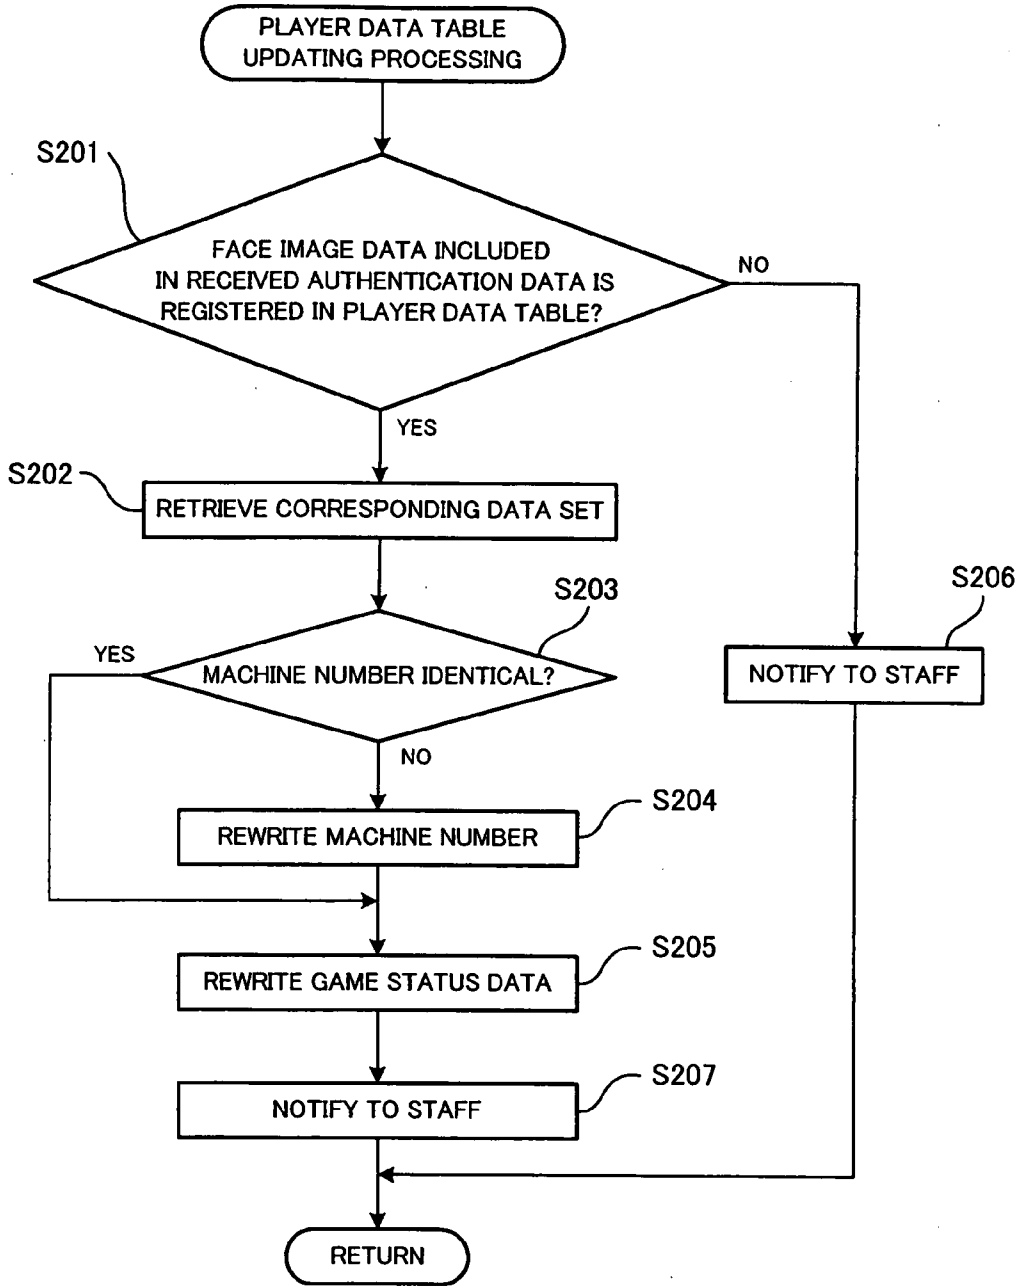 PLAYER DATA TABLE
UPDATING PROCESSING
S201
FACE IMAGE DATA INCLUDED
IN RECEIVED AUTHENTICATION DATA IS
REGISTERED IN PLAYER DATA TABLE?
NO
YES
S202
RETRIEVE CORRESPONDING DATA SET
S203
S206
YES
MACHINE NUMBER IDENTICAL?
NOTIFY TO STAFF
NO
S204
REWRITE MACHINE NUMBER
S205
REWRITE GAME STATUS DATA
S207
NOTIFY TO STAFF
RETURN